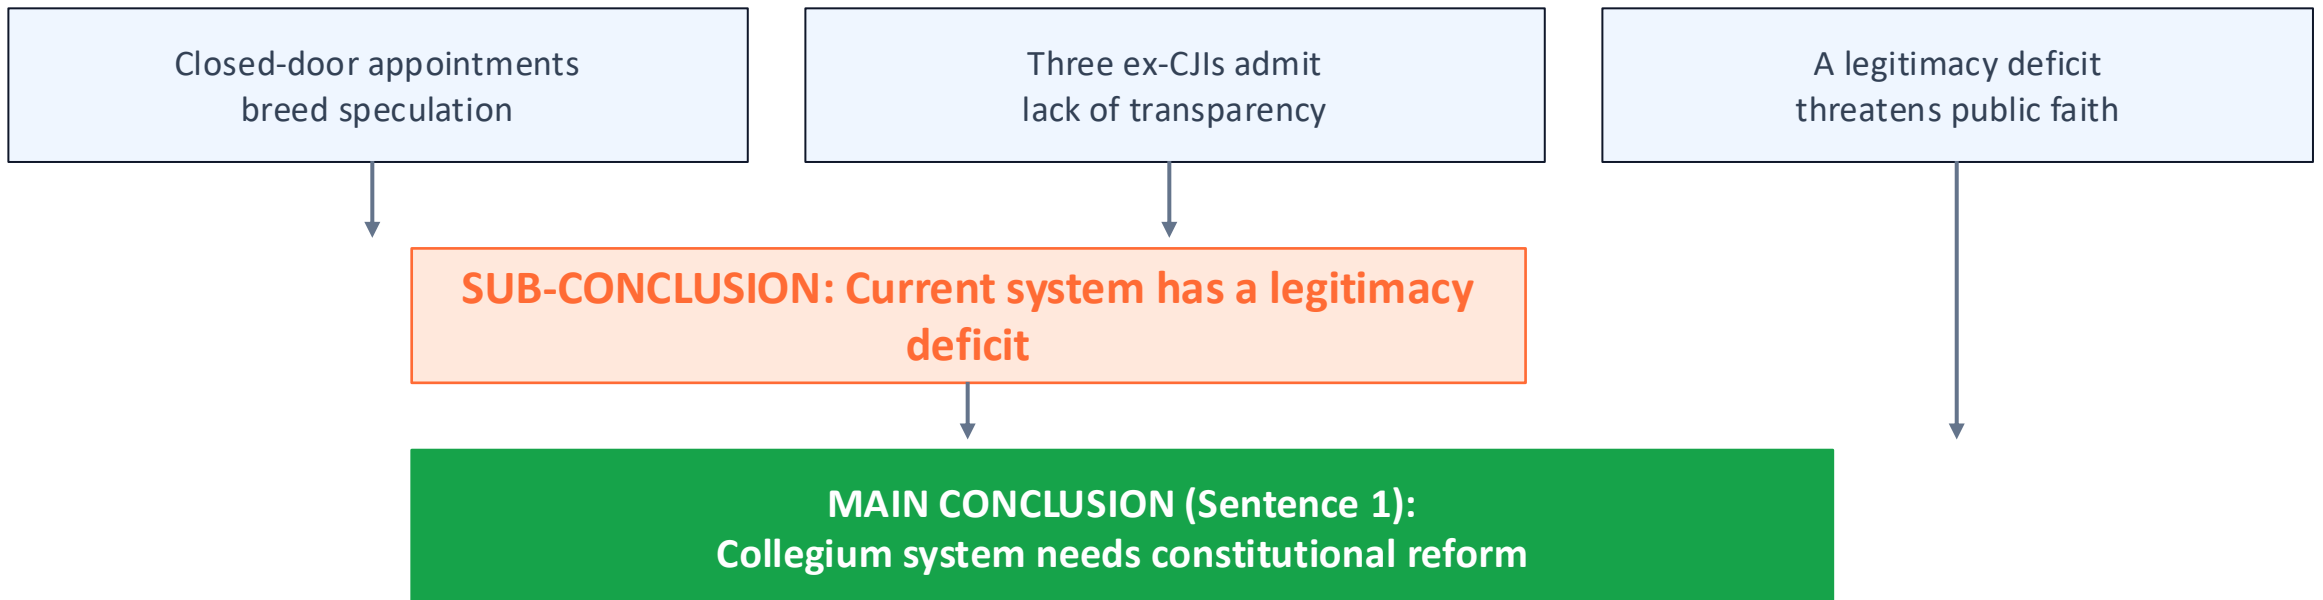 Closed-door appointments
breed speculation
Three ex-CJIs admit
lack of transparency
A legitimacy deficit
threatens public faith
SUB-CONCLUSION: Current system has a legitimacy
deficit
MAIN CONCLUSION (Sentence 1):
Collegium system needs constitutional reform